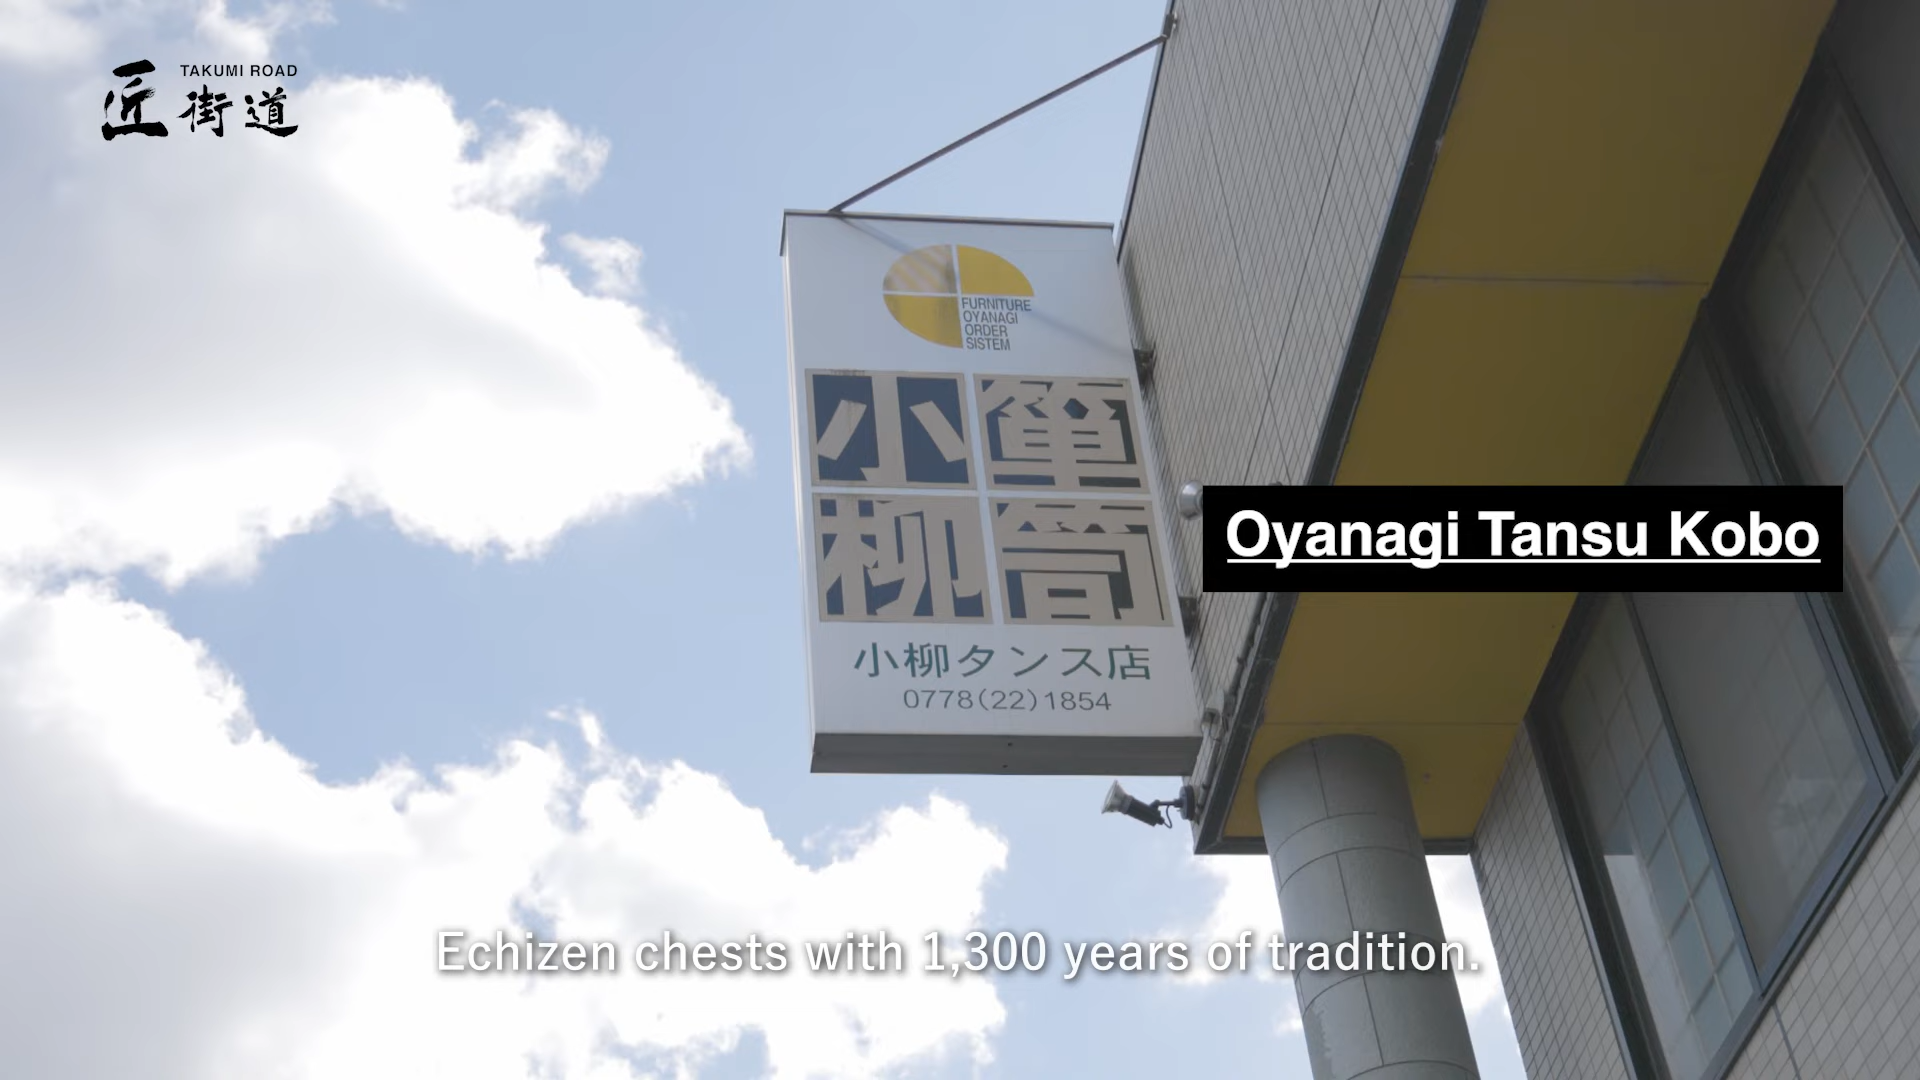 TAKUMI ROAD
匠街道
FURNITURE
OYANAGI
ORDER
SISTEM
小箪
柳笥
小柳タンス店
0778(22)1854
Oyanagi Tansu Kobo
Echizen chests with 1,300 years of tradition.